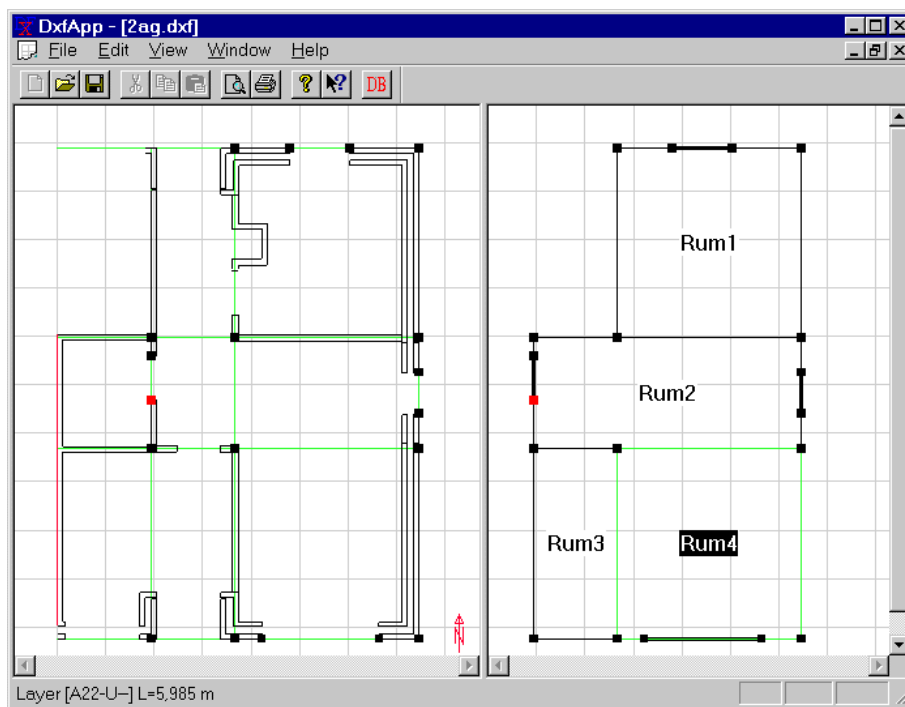 DxfApp - [2ag.dxf]
File Edit View Window Help
DB
Rum1
Rum2
Rum3
Rum4
N
Layer [A22-U--] L=5,985 m